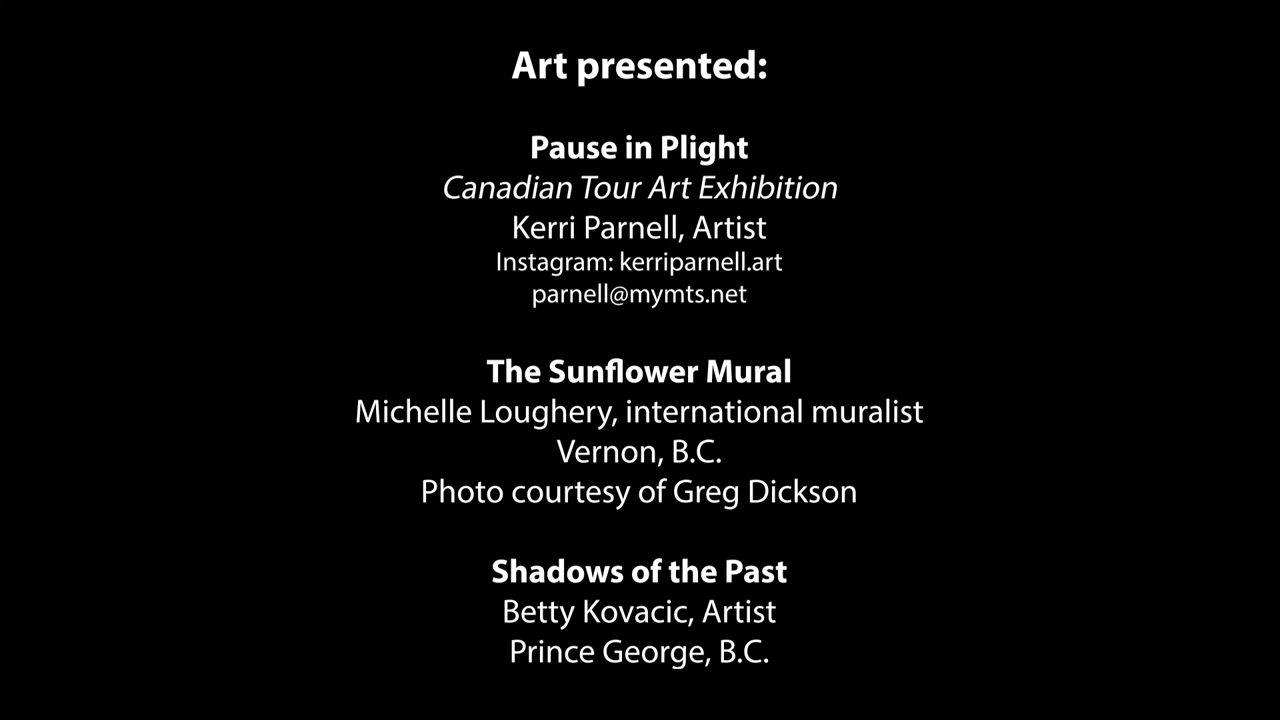 Art presented:
Pause in Plight
Canadian Tour Art Exhibition
Kerri Parnell, Artist
Instagram: kerriparnell.art
parnell@mymts.net
The Sunflower Mural
Michelle Loughery, international muralist
Vernon, B.C.
Photo courtesy of Greg Dickson
Shadows of the Past
Betty Kovacic, Artist
Prince George, B.C.